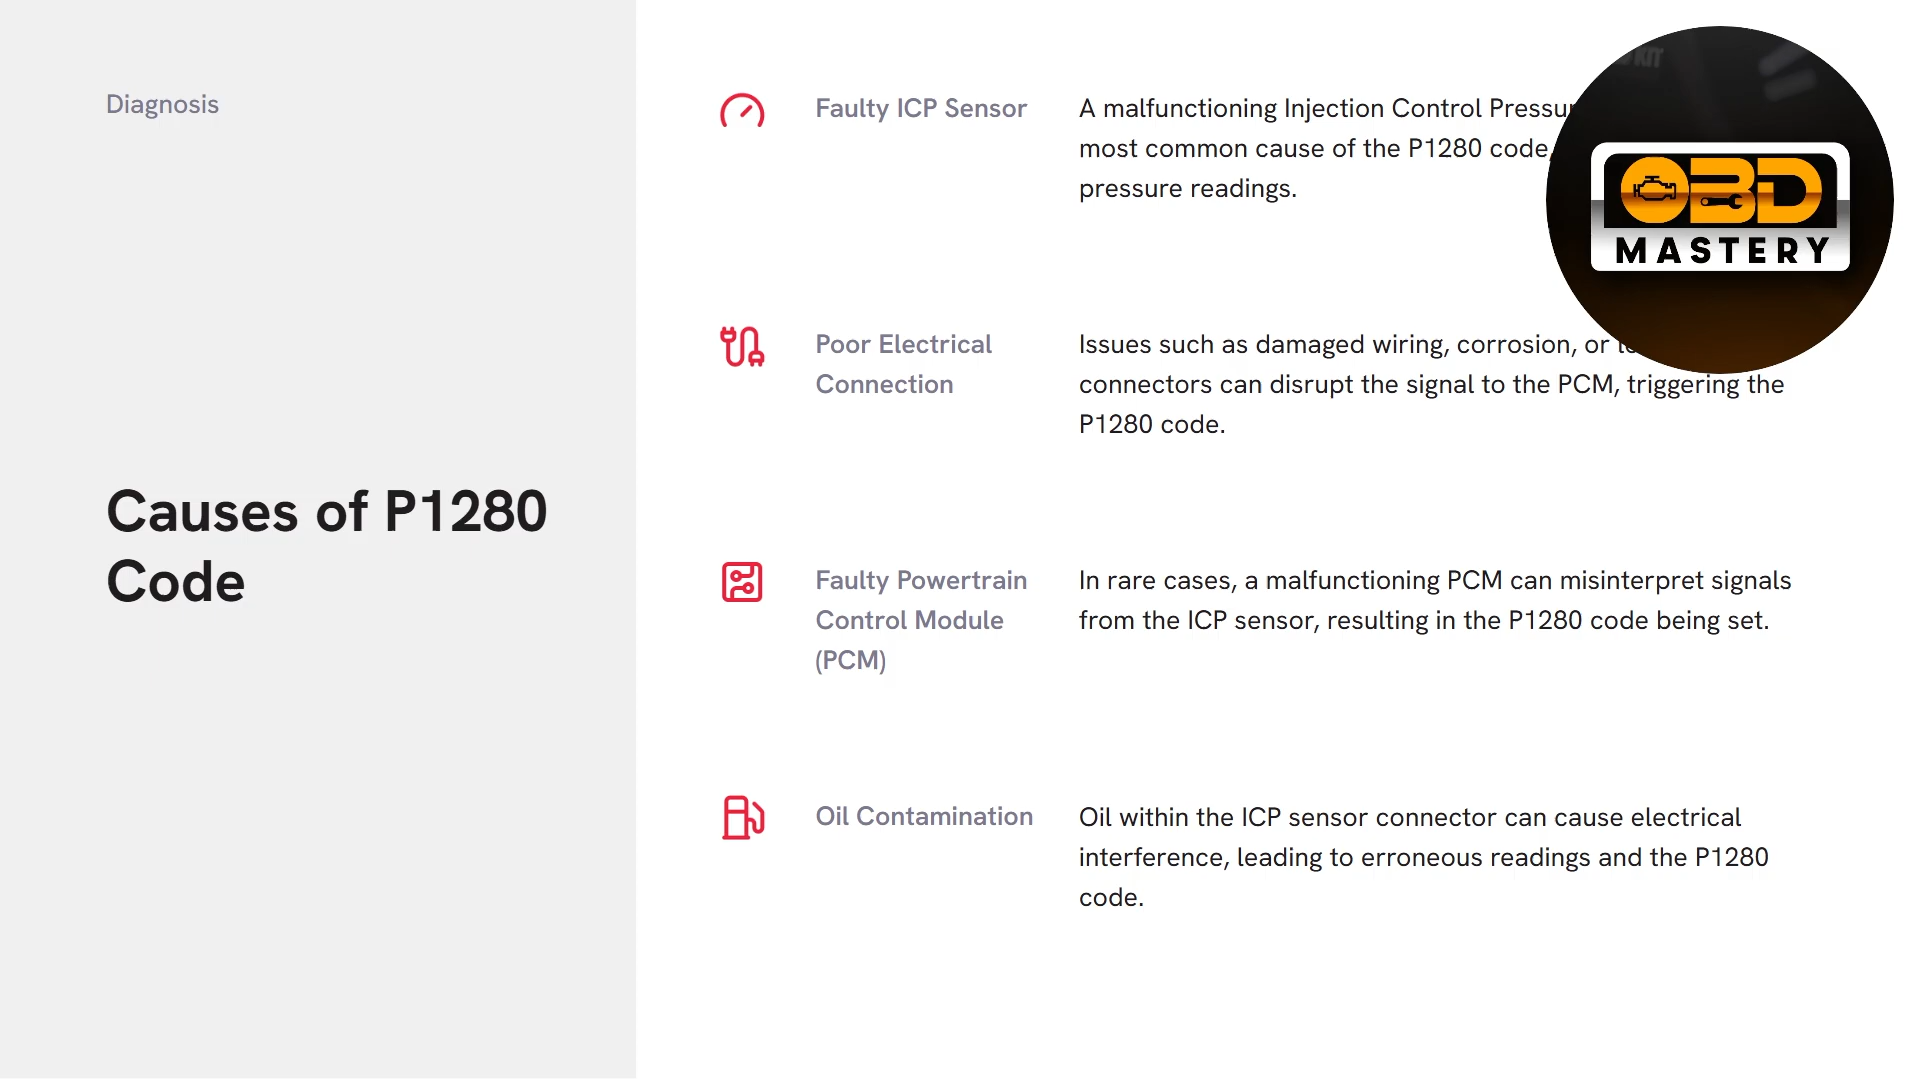 Diagnosis
Causes of P1280
Code
Faulty ICP Sensor
A malfunctioning Injection Control
most common cause of the P1280 code,
pressure readings.
Poor Electrical
Connection
Issues such as damaged wiring, corrosion, or
connectors can disrupt the signal to the PCM, triggering the
P1280 code.
Faulty Powertrain
Control Module
(PCM)
In rare cases, a malfunctioning PCM can misinterpret signals
from the ICP sensor, resulting in the P1280 code being set.
Oil Contamination
Oil within the ICP sensor connector can cause electrical
interference, leading to erroneous readings and the P1280
code.
OBD
MASTERY